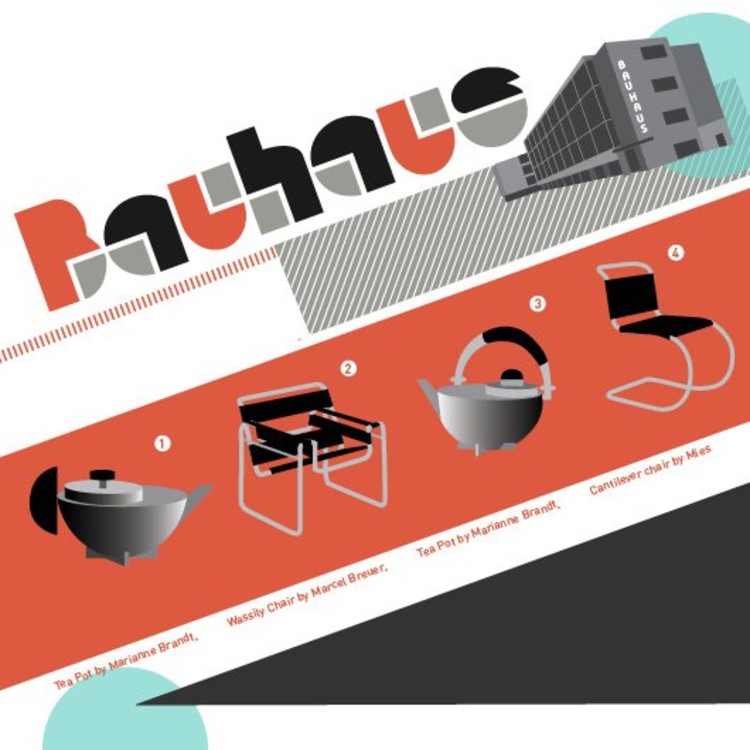 Bauhaus
BAUHAUS
1
2
3
4
Tea Pot by Marianne Brandt,
Wassily Chair by Marcel Breuer,
Tea Pot by Marianne Brandt,
Cantilever chair by Mies